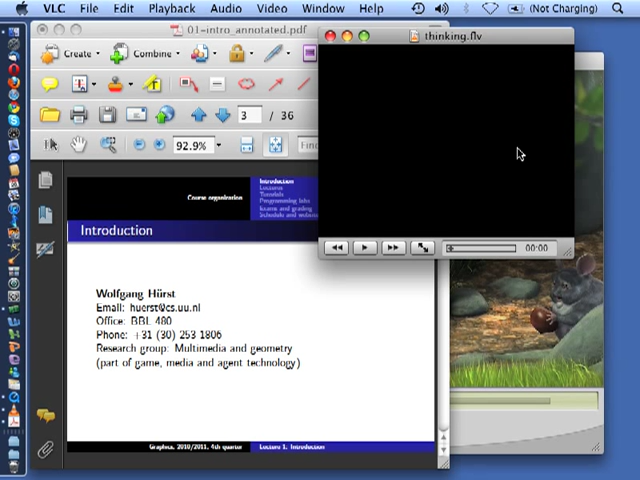 VLC File Edit Playback Audio Video Window Help (Not Charging)
01-intro_annotated.pdf
thinking.flv
Create Combine
3 / 36
92.9% Find
00:00
Course organization
Introduction
Lectures
Tutorials
Programming labs
Exams and grading
Schedule and website
Introduction
Wolfgang Hürst
Email: huerst@cs.uu.nl
Office: BBL 480
Phone: +31 (30) 253 1806
Research group: Multimedia and geometry
(part of game, media and agent technology)
Graphics, 2010/2011, 4th quarter Lecture 1: Introduction